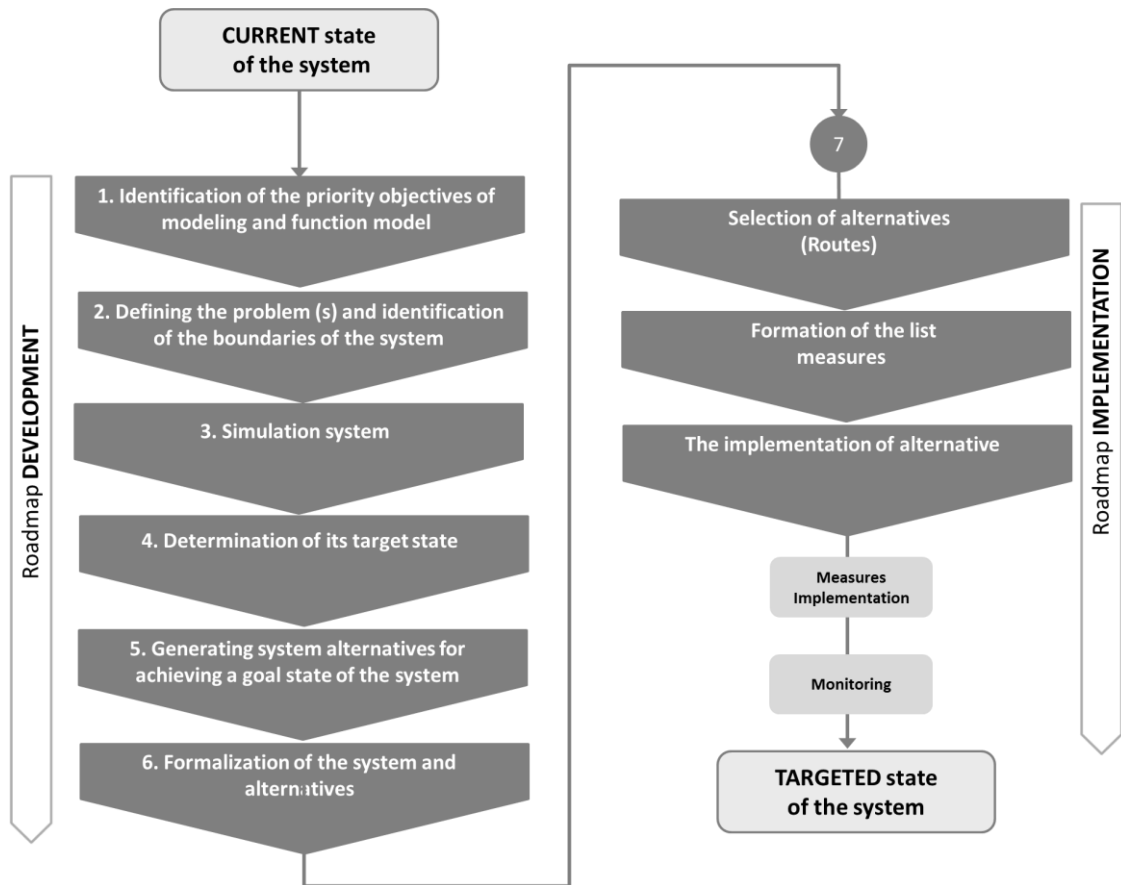 CURRENT state
of the system
Roadmap DEVELOPMENT
1. Identification of the priority objectives of
modeling and function model
2. Defining the problem (s) and identification
of the boundaries of the system
3. Simulation system
4. Determination of its target state
5. Generating system alternatives for
achieving a goal state of the system
6. Formalization of the system and
alternatives
7
Selection of alternatives
(Routes)
Formation of the list
measures
The implementation of alternative
Measures
Implementation
Monitoring
TARGETED state
of the system
Roadmap IMPLEMENTATION